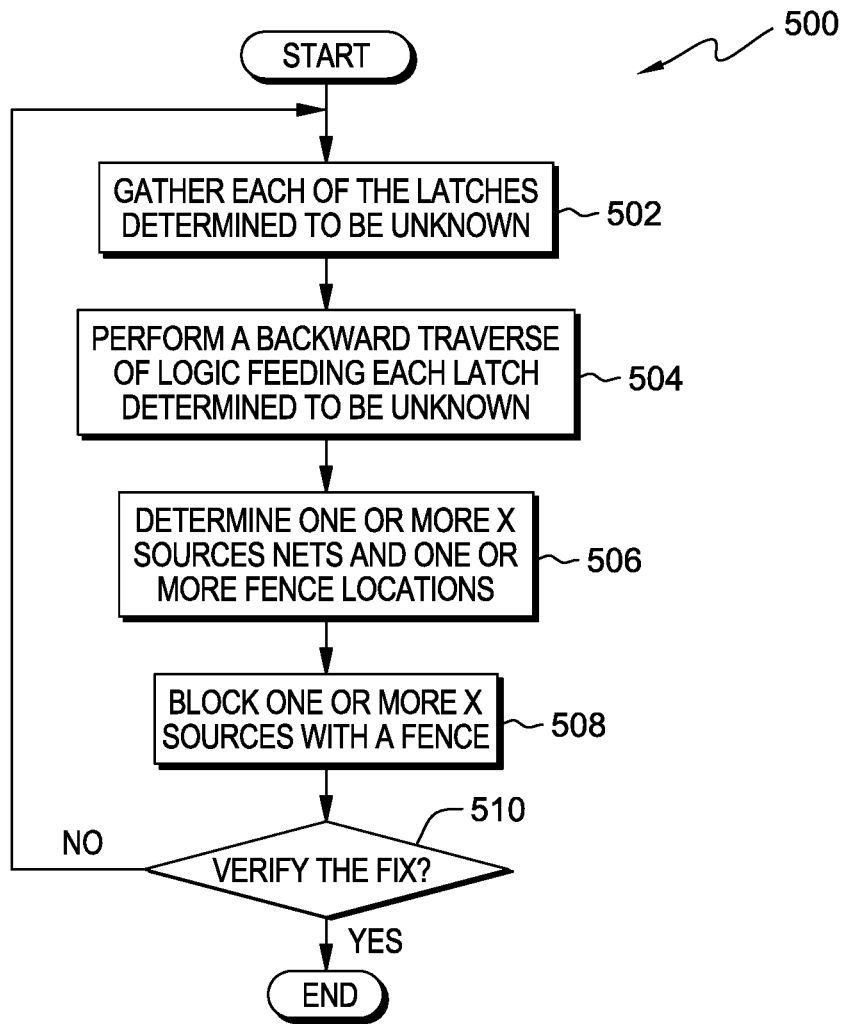 500
START
GATHER EACH OF THE LATCHES
DETERMINED TO BE UNKNOWN
502
PERFORM A BACKWARD TRAVERSE
OF LOGIC FEEDING EACH LATCH
DETERMINED TO BE UNKNOWN
504
DETERMINE ONE OR MORE X
SOURCES NETS AND ONE OR
MORE FENCE LOCATIONS
506
BLOCK ONE OR MORE X
SOURCES WITH A FENCE
508
510
NO
VERIFY THE FIX?
YES
END